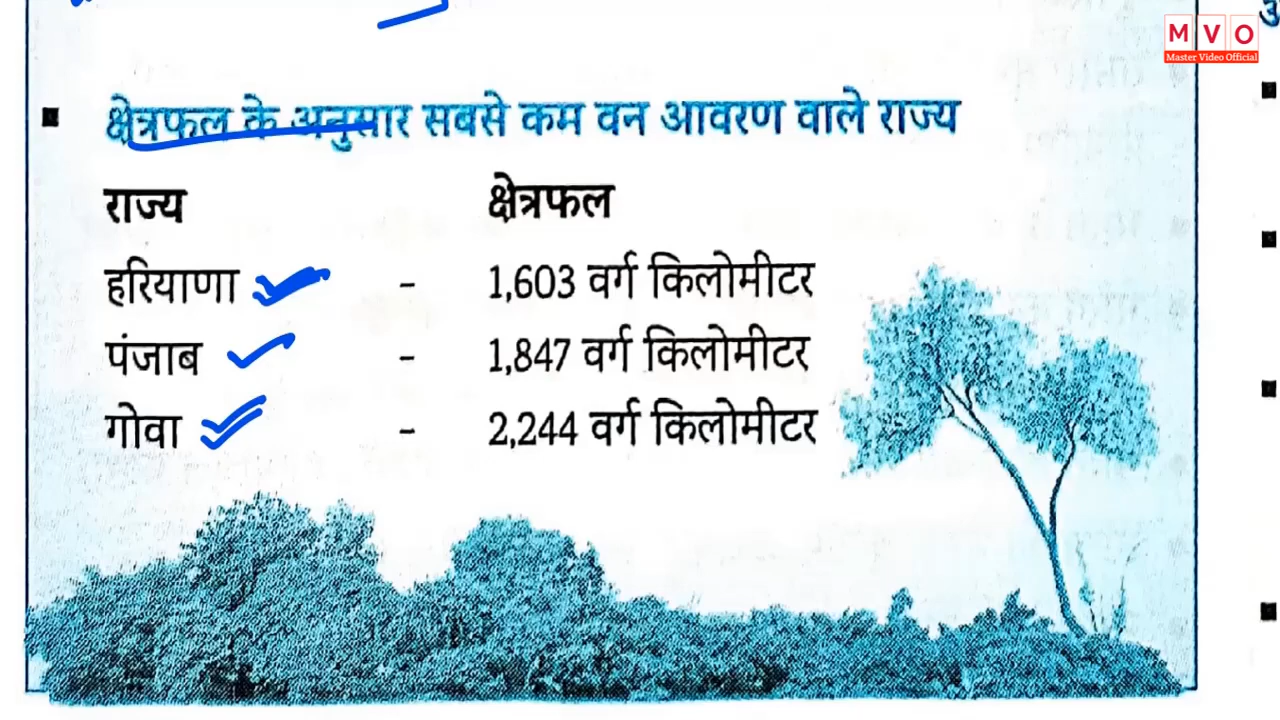 M V O
Master Video Official
क्षेत्रफल के अनुसार सबसे कम वन आवरण वाले राज्य
राज्य क्षेत्रफल
हरियाणा - 1,603 वर्ग किलोमीटर
पंजाब - 1,847 वर्ग किलोमीटर
गोवा - 2,244 वर्ग किलोमीटर